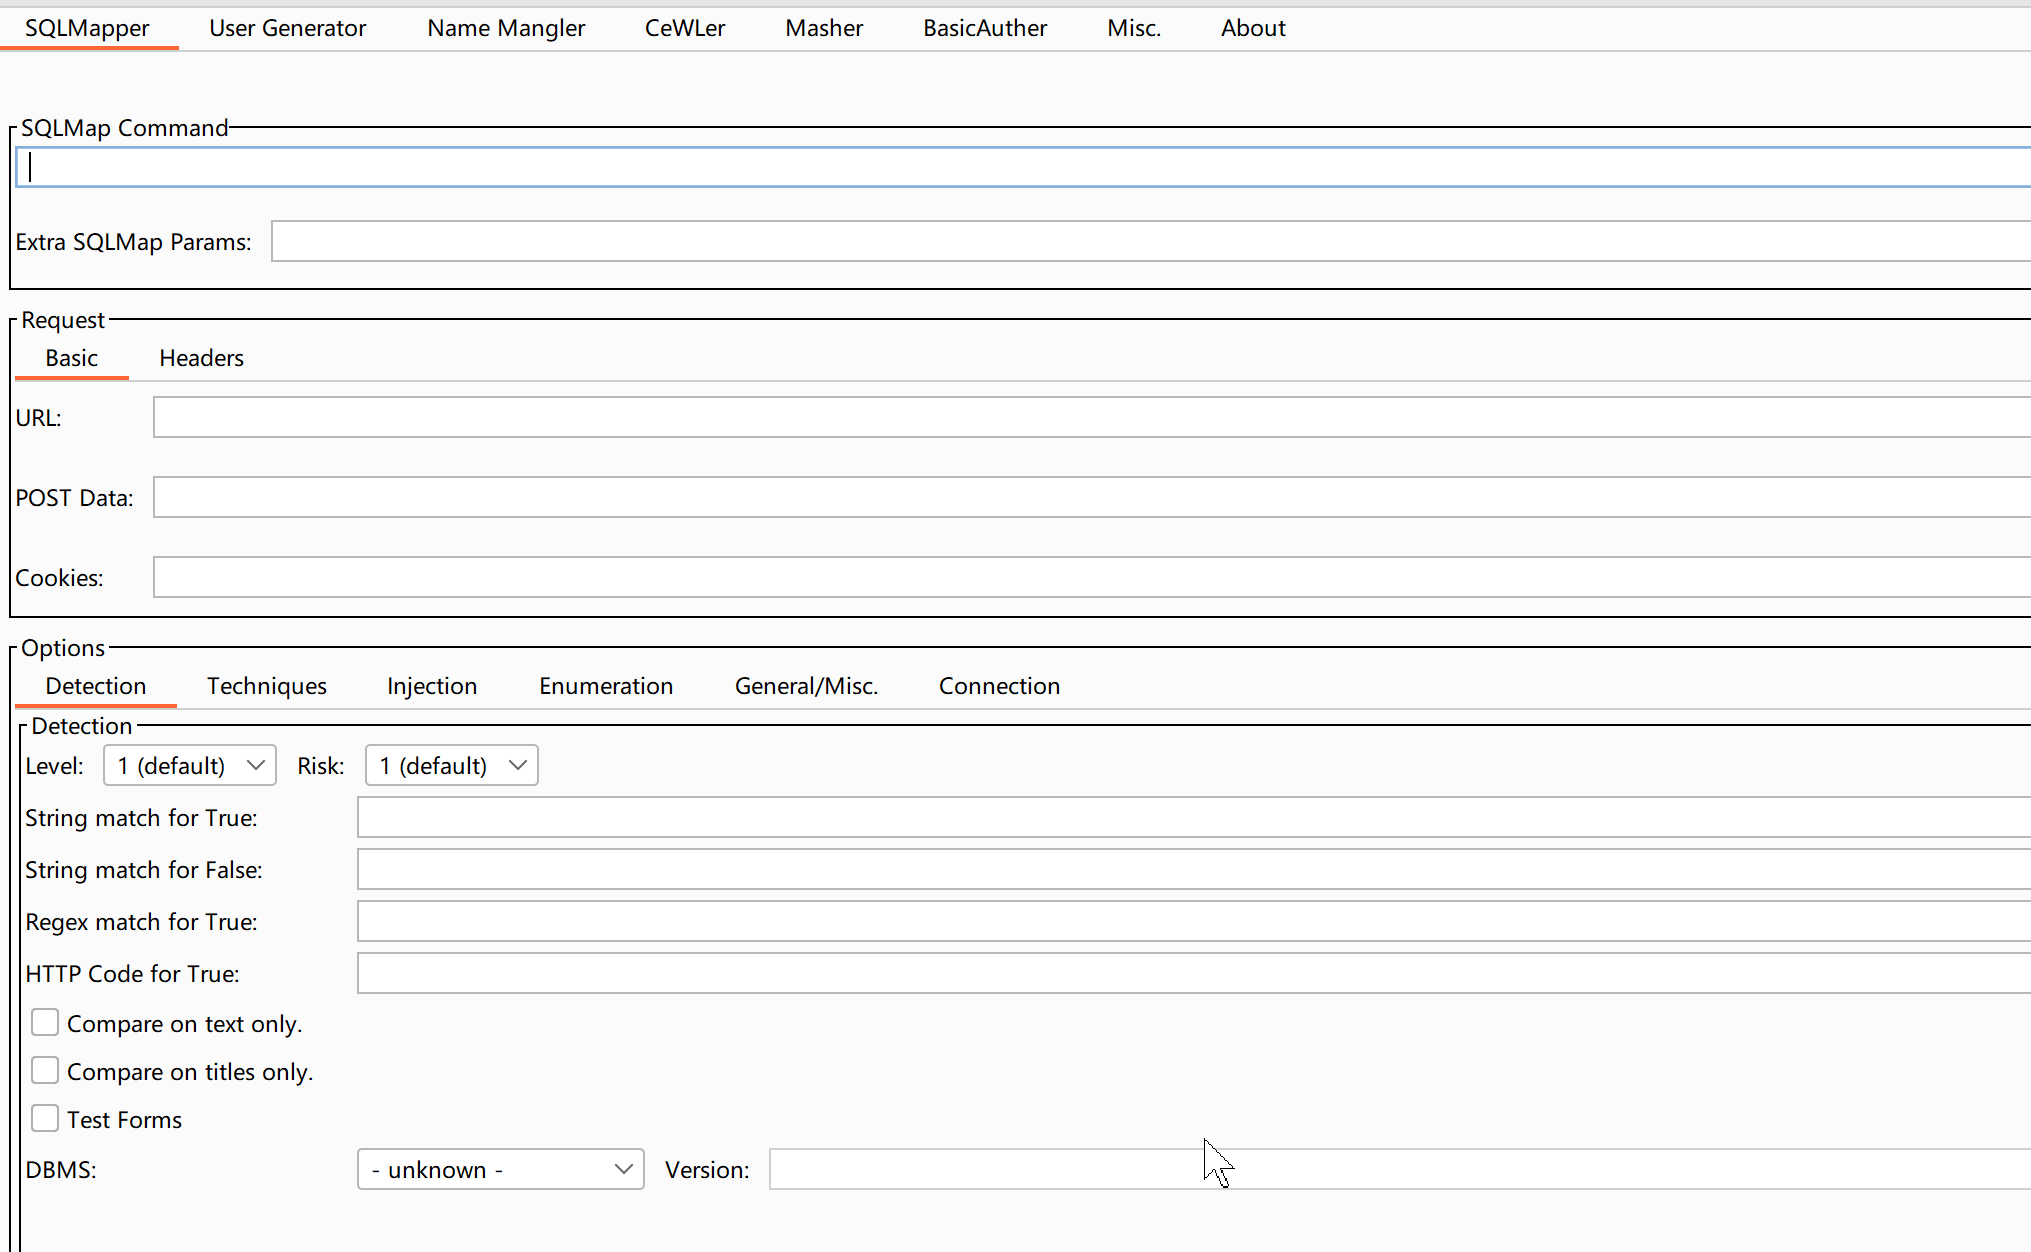 SQLMapper User Generator Name Mangler CeWLer Masher BasicAuther Misc. About
SQLMap Command
Extra SQLMap Params:
Request
Basic Headers
URL:
POST Data:
Cookies:
Options
Detection Techniques Injection Enumeration General/Misc. Connection
Detection
Level: 1 (default) Risk: 1 (default)
String match for True:
String match for False:
Regex match for True:
HTTP Code for True:
Compare on text only.
Compare on titles only.
Test Forms
DBMS: - unknown - Version: